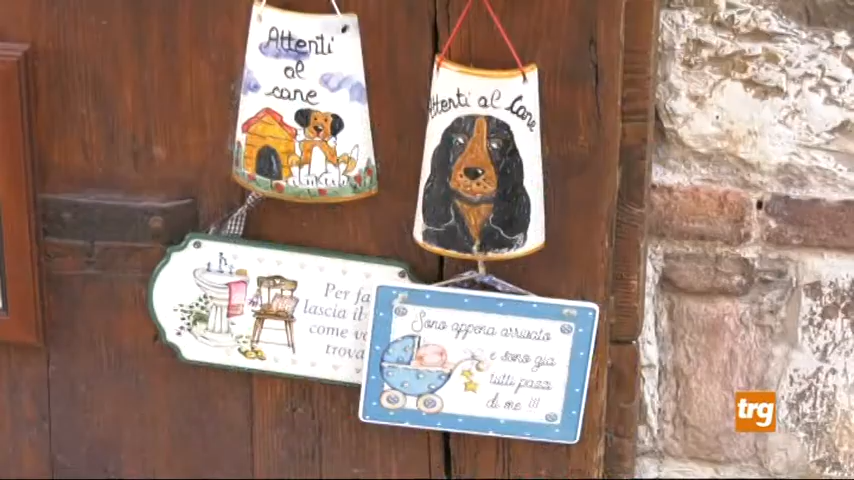 Attenti
al
cane
Attenti al Cane
Per fa
lascia il b
come v
trova
Sono appena arrivato
e sono già
tutti pazzi
di me !!!
trg